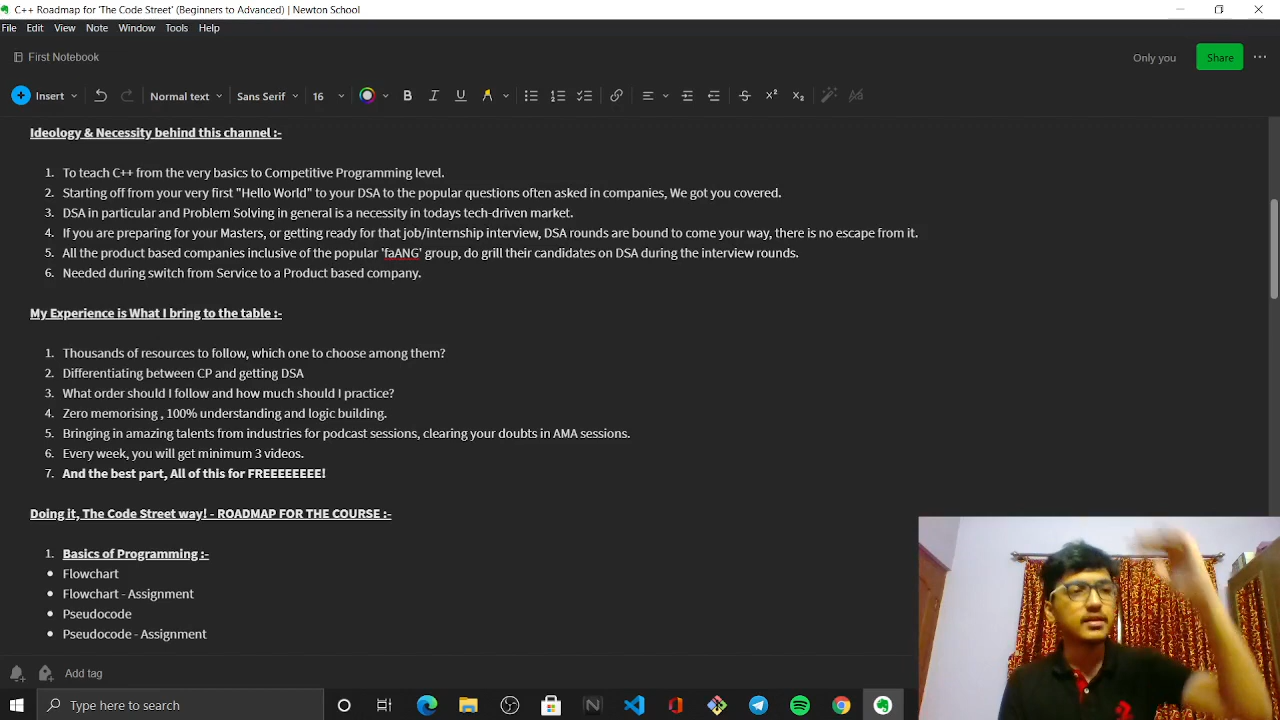 C++ Roadmap for 'The Code Street' (Beginners to Advanced) | Newton School
File Edit View Note Window Tools Help
First Notebook Only you Share
Insert Normal text Sans Serif 16
Ideology & Necessity behind this channel :-
1. To teach C++ from the very basics to Competitive Programming level.
2. Starting off from your very first "Hello World" to your DSA to the popular questions often asked in companies, We got you covered.
3. DSA in particular and Problem Solving in general is a necessity in todays tech-driven market.
4. If you are preparing for your Masters, or getting ready for that job/internship interview, DSA rounds are bound to come your way, there is no escape from it.
5. All the product based companies inclusive of the popular 'faANG' group, do grill their candidates on DSA during the interview rounds.
6. Needed during switch from Service to a Product based company.
My Experience is What I bring to the table :-
1. Thousands of resources to follow, which one to choose among them?
2. Differentiating between CP and getting DSA
3. What order should I follow and how much should I practice?
4. Zero memorising , 100% understanding and logic building.
5. Bringing in amazing talents from industries for podcast sessions, clearing your doubts in AMA sessions.
6. Every week, you will get minimum 3 videos.
7. And the best part, All of this for FREEEEEEEE!
Doing it, The Code Street way! - ROADMAP FOR THE COURSE :-
1. Basics of Programming :-
• Flowchart
• Flowchart - Assignment
• Pseudocode
• Pseudocode - Assignment
Add tag
Type here to search